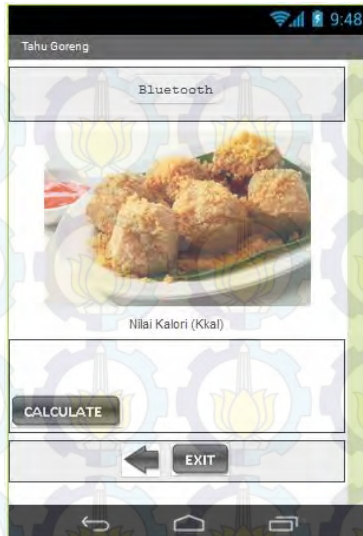 9:48
Tahu Goreng
Bluetooth
Nilai Kalori (Kkal)
CALCULATE
EXIT